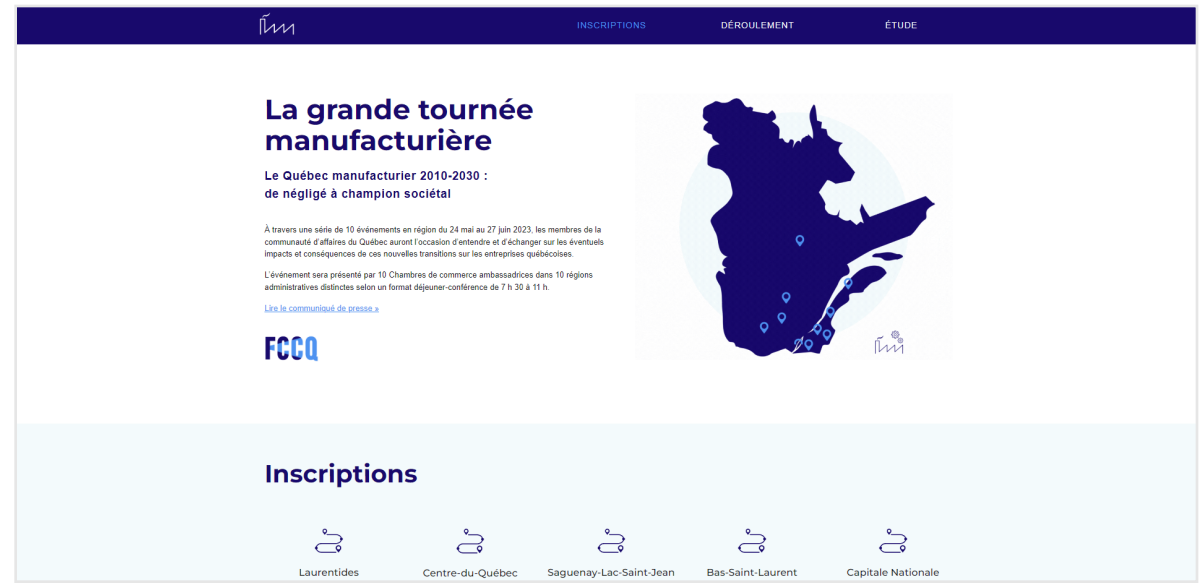 INSCRIPTIONS DÉROULEMENT ÉTUDE
La grande tournée
manufacturière
Le Québec manufacturier 2010-2030 :
de négligé à champion sociétal
À travers une série de 10 événements en région du 24 mai au 27 juin 2023, les membres de la
communauté d'affaires du Québec auront l'occasion d'entendre et d'échanger sur les éventuels
impacts et conséquences de ces nouvelles transitions sur les entreprises québécoises.
L'événement sera présenté par 10 Chambres de commerce ambassadrices dans 10 régions
administratives distinctes selon un format déjeuner-conférence de 7 h 30 à 11 h.
Lire le communiqué de presse »
FCCQ
Inscriptions
Laurentides Centre-du-Québec Saguenay-Lac-Saint-Jean Bas-Saint-Laurent Capitale Nationale